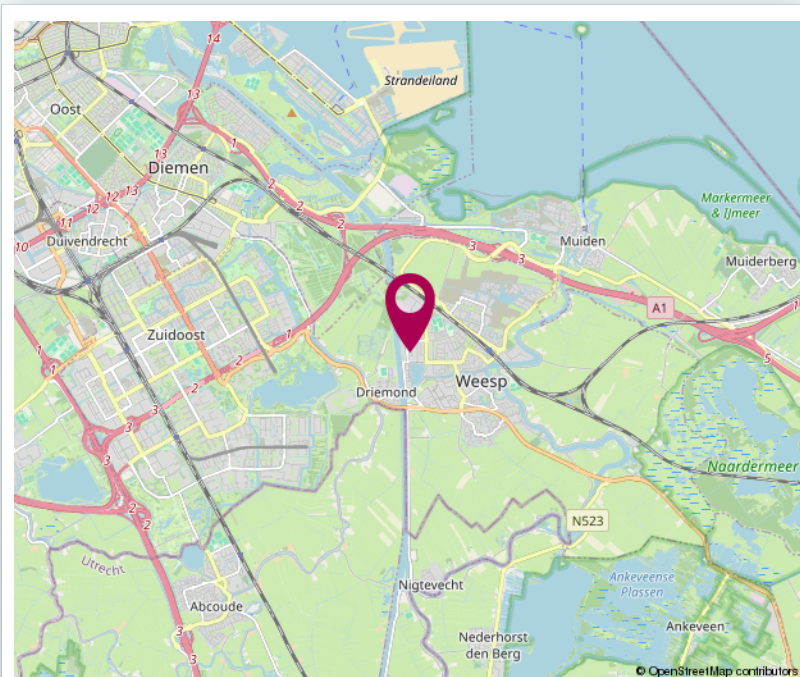 14
Strandeiland
13
Oost
1
Diemen
13
2
2
13
12
12
11
2
10
Duivendrecht
3
3
Muiden
Markermeer
& IJmeer
Muiderberg
A1
1
Zuidoost
1
1
1
5
2
2
Driemond
Weesp
3
3
3
Naardermeer
2
2
N523
Utrecht
Nigtevecht
Ankeveense
Plassen
Abcoude
3
3
Nederhorst
den Berg
Ankeveen
© OpenStreetMap contributors